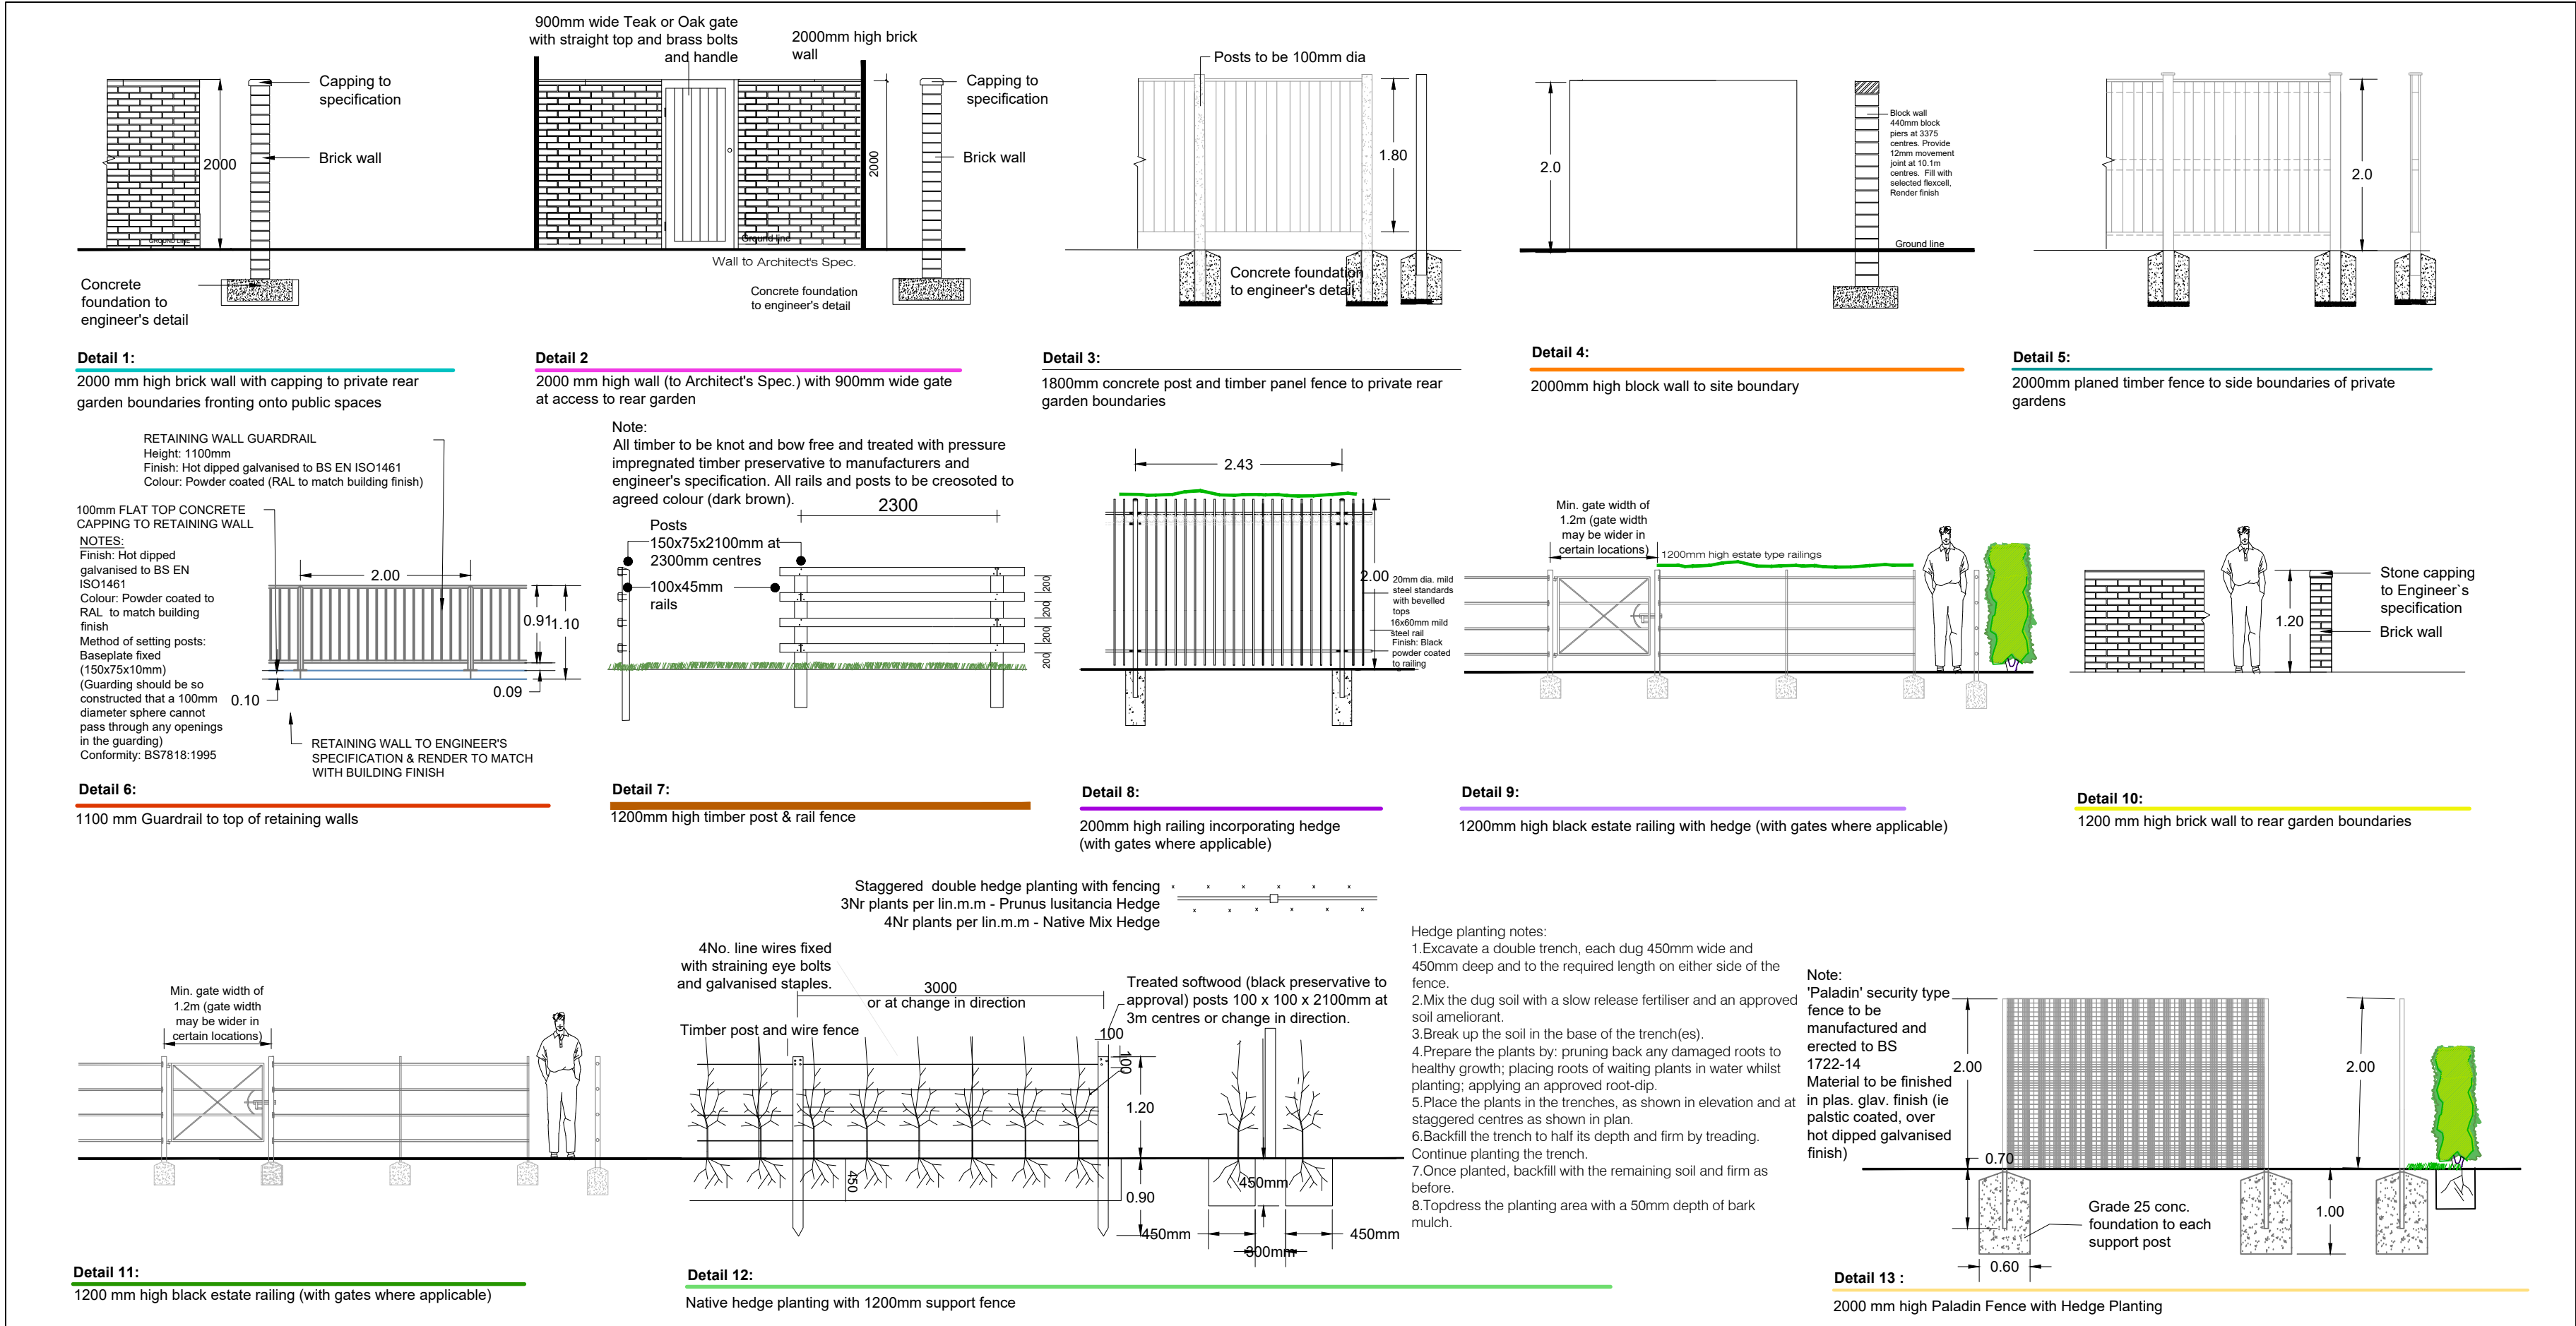 900mm wide Teak or Oak gate
with straight top and brass bolts
and handle
2000mm high brick
wall
Capping to
specification
2000
Brick wall
GROUND LINE
Concrete
foundation to
engineer's detail
Capping to
specification
2000
Brick wall
Ground line
Wall to Architect's Spec.
Concrete foundation
to engineer's detail
Posts to be 100mm dia
1.80
Concrete foundation
to engineer's detail
2.0
Block wall
440mm block
piers at 3375
centres. Provide
12mm movement
joint at 10.1m
centres. Fill with
selected flexcell,
Render finish
Ground line
2.0
Detail 1:
2000 mm high brick wall with capping to private rear
garden boundaries fronting onto public spaces
Detail 2
2000 mm high wall (to Architect's Spec.) with 900mm wide gate
at access to rear garden
Detail 3:
1800mm concrete post and timber panel fence to private rear
garden boundaries
Detail 4:
2000mm high block wall to site boundary
Detail 5:
2000mm planed timber fence to side boundaries of private
gardens
RETAINING WALL GUARDRAIL
Height: 1100mm
Finish: Hot dipped galvanised to BS EN ISO1461
Colour: Powder coated (RAL to match building finish)
100mm FLAT TOP CONCRETE
CAPPING TO RETAINING WALL
NOTES:
Finish: Hot dipped
galvanised to BS EN
ISO1461
Colour: Powder coated to
RAL to match building
finish
Method of setting posts:
Baseplate fixed
(150x75x10mm)
(Guarding should be so
constructed that a 100mm
diameter sphere cannot
pass through any openings
in the guarding)
Conformity: BS7818:1995
2.00
0.91
1.10
0.10
0.09
RETAINING WALL TO ENGINEER'S
SPECIFICATION & RENDER TO MATCH
WITH BUILDING FINISH
Note:
All timber to be knot and bow free and treated with pressure
impregnated timber preservative to manufacturers and
engineer's specification. All rails and posts to be creosoted to
agreed colour (dark brown).
2300
Posts
150x75x2100mm at
2300mm centres
100x45mm
rails
200
200
200
200
2.43
2.00
20mm dia. mild
steel standards
with bevelled
tops
16x60mm mild
steel rail
Finish: Black
powder coated
to railing
Min. gate width of
1.2m (gate width
may be wider in
certain locations)
1200mm high estate type railings
1.20
Stone capping
to Engineer`s
specification
Brick wall
Detail 6:
1100 mm Guardrail to top of retaining walls
Detail 7:
1200mm high timber post & rail fence
Detail 8:
200mm high railing incorporating hedge
(with gates where applicable)
Detail 9:
1200mm high black estate railing with hedge (with gates where applicable)
Detail 10:
1200 mm high brick wall to rear garden boundaries
Staggered double hedge planting with fencing
3Nr plants per lin.m.m - Prunus lusitancia Hedge
4Nr plants per lin.m.m - Native Mix Hedge
4No. line wires fixed
with straining eye bolts
and galvanised staples.
3000
or at change in direction
Timber post and wire fence
Treated softwood (black preservative to
approval) posts 100 x 100 x 2100mm at
3m centres or change in direction.
100
100
1.20
450
0.90
450mm
450mm
300mm
450mm
Hedge planting notes:
1.Excavate a double trench, each dug 450mm wide and
450mm deep and to the required length on either side of the
fence.
2.Mix the dug soil with a slow release fertiliser and an approved
soil ameliorant.
3.Break up the soil in the base of the trench(es).
4.Prepare the plants by: pruning back any damaged roots to
healthy growth; placing roots of waiting plants in water whilst
planting; applying an approved root-dip.
5.Place the plants in the trenches, as shown in elevation and at
staggered centres as shown in plan.
6.Backfill the trench to half its depth and firm by treading.
Continue planting the trench.
7.Once planted, backfill with the remaining soil and firm as
before.
8.Topdress the planting area with a 50mm depth of bark
mulch.
Min. gate width of
1.2m (gate width
may be wider in
certain locations)
Note:
'Paladin' security type
fence to be
manufactured and
erected to BS
1722-14
Material to be finished
in plas. glav. finish (ie
palstic coated, over
hot dipped galvanised
finish)
2.00
0.70
2.00
Grade 25 conc.
foundation to each
support post
1.00
0.60
Detail 11:
1200 mm high black estate railing (with gates where applicable)
Detail 12:
Native hedge planting with 1200mm support fence
Detail 13 :
2000 mm high Paladin Fence with Hedge Planting